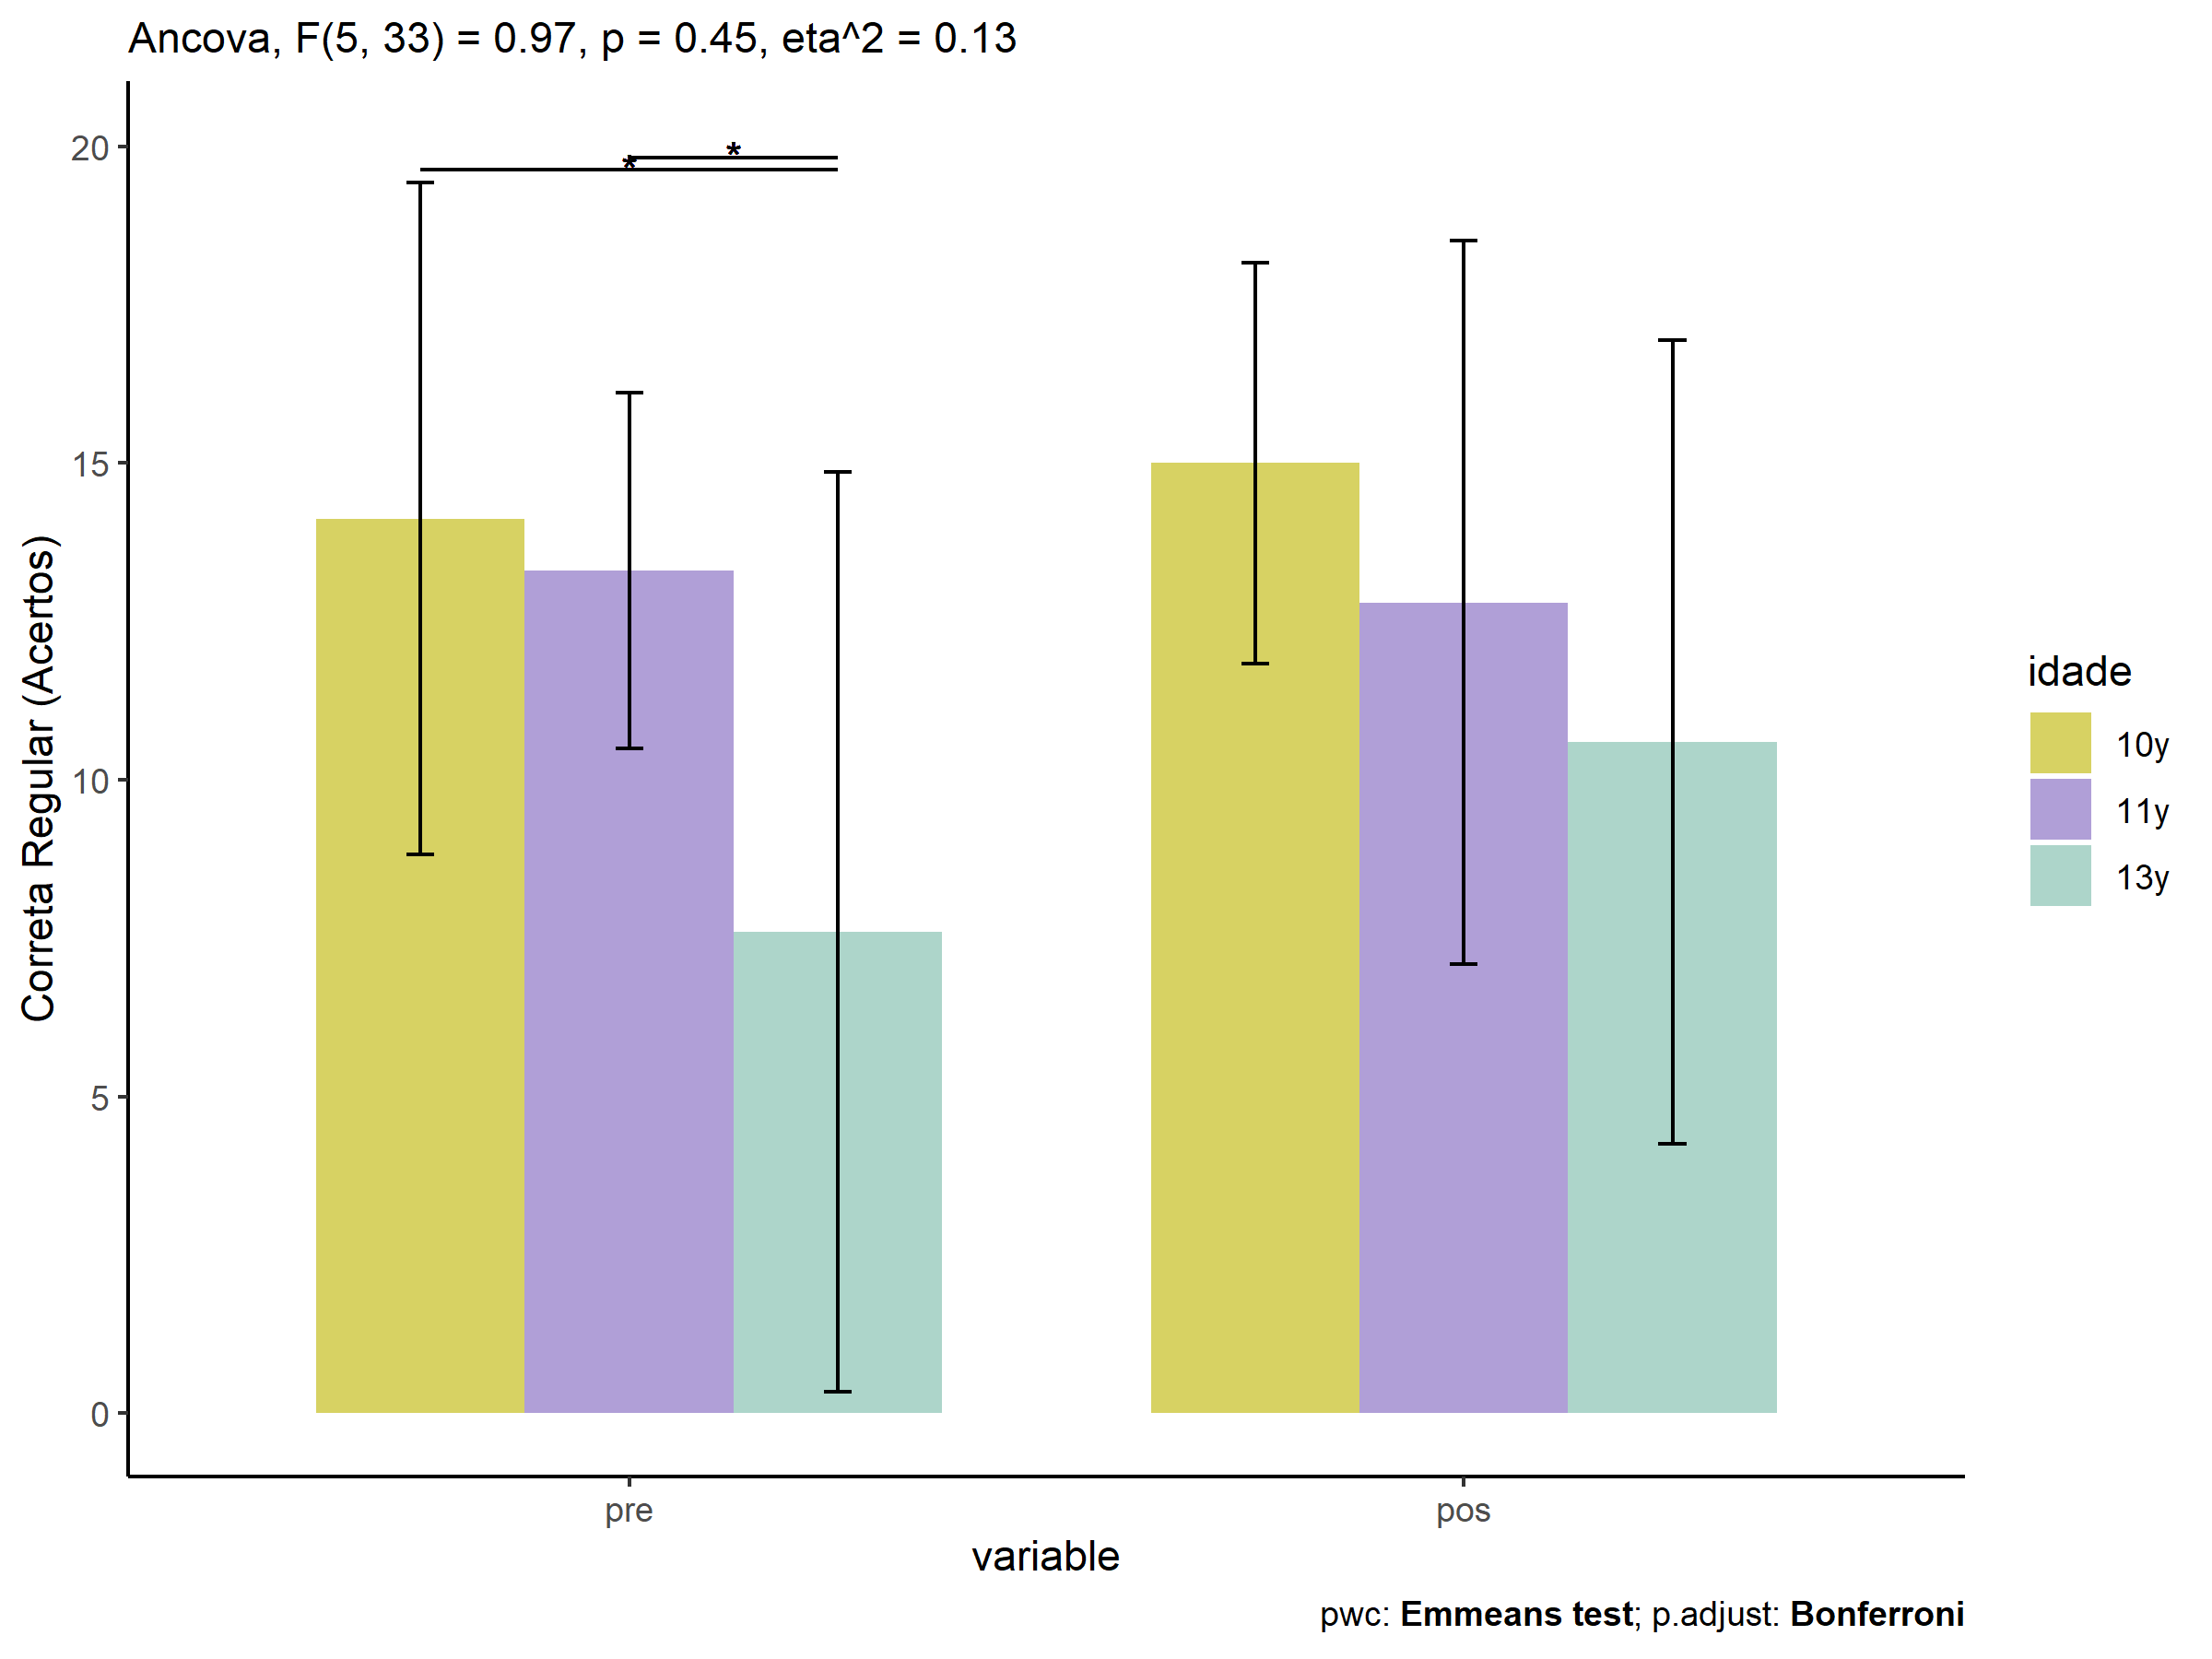 Ancova, F(5, 33) = 0.97, p = 0.45, eta^2 = 0.13
Correta Regular (Acertos)
20
15
10
5
0
*
*
pre
pos
variable
idade
10y
11y
13y
pwc: Emmeans test; p.adjust: Bonferroni